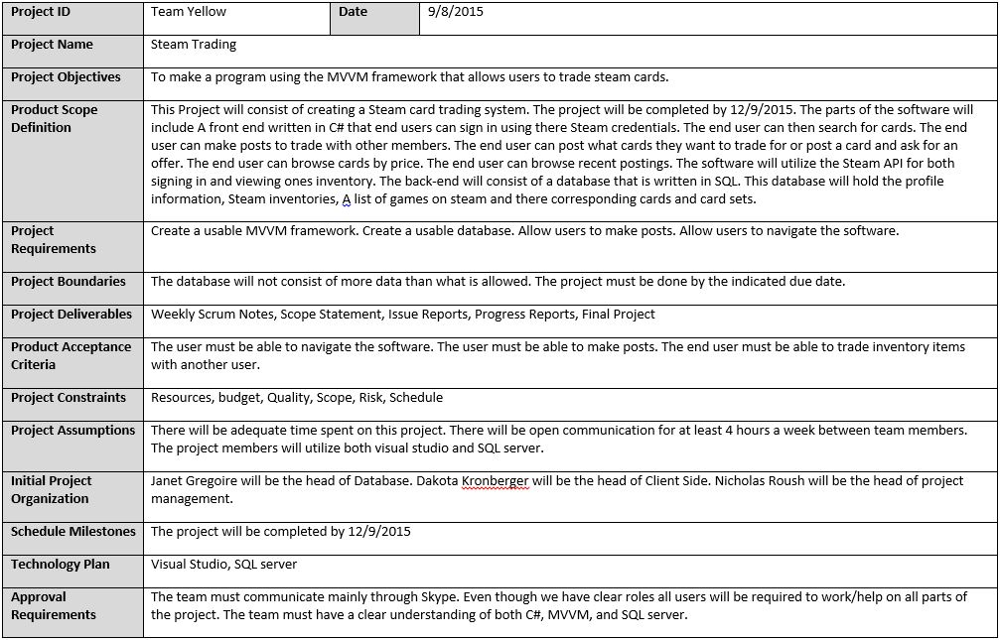 Project ID Team Yellow Date 9/8/2015
Project Name Steam Trading
Project Objectives To make a program using the MVVM framework that allows users to trade steam cards.
Product Scope Definition
This Project will consist of creating a Steam card trading system. The project will be completed by 12/9/2015. The parts of the software will
include A front end written in C# that end users can sign in using there Steam credentials. The end user can then search for cards. The end
user can make posts to trade with other members. The end user can post what cards they want to trade for or post a card and ask for an
offer. The end user can browse cards by price. The end user can browse recent postings. The software will utilize the Steam API for both
signing in and viewing ones inventory. The back-end will consist of a database that is written in SQL. This database will hold the profile
information, Steam inventories, A list of games on steam and there corresponding cards and card sets.
Project
Requirements
Create a usable MVVM framework. Create a usable database. Allow users to make posts. Allow users to navigate the software.
Project Boundaries The database will not consist of more data than what is allowed. The project must be done by the indicated due date.
Project Deliverables Weekly Scrum Notes, Scope Statement, Issue Reports, Progress Reports, Final Project
Product Acceptance
Criteria
The user must be able to navigate the software. The user must be able to make posts. The end user must be able to trade inventory items
with another user.
Project Constraints Resources, budget, Quality, Scope, Risk, Schedule
Project Assumptions There will be adequate time spent on this project. There will be open communication for at least 4 hours a week between team members.
The project members will utilize both visual studio and SQL server.
Initial Project
Organization
Janet Gregoire will be the head of Database. Dakota Kronberger will be the head of Client Side. Nicholas Roush will be the head of project
management.
Schedule Milestones The project will be completed by 12/9/2015
Technology Plan Visual Studio, SQL server
Approval
Requirements
The team must communicate mainly through Skype. Even though we have clear roles all users will be required to work/help on all parts of
the project. The team must have a clear understanding of both C#, MVVM, and SQL server.